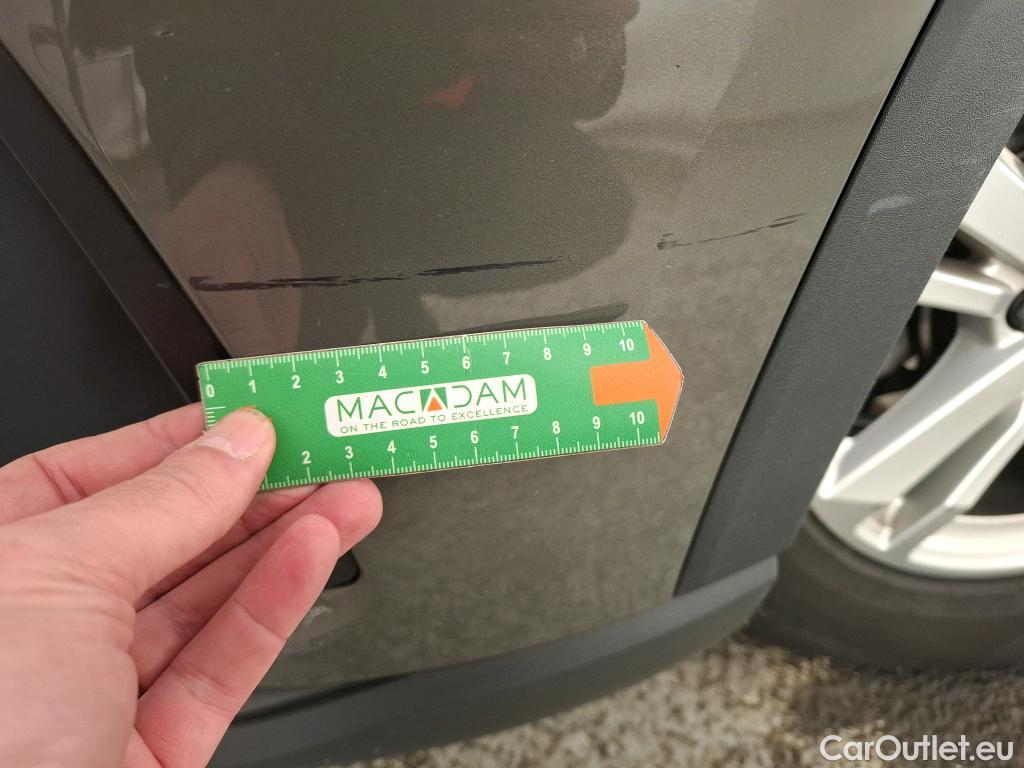 0 1 2 3 4 5 6 7 8 9 10
MACADAM
ON THE ROAD TO EXCELLENCE
2 3 4 5 6 7 8 9 10
CarOutlet.eu